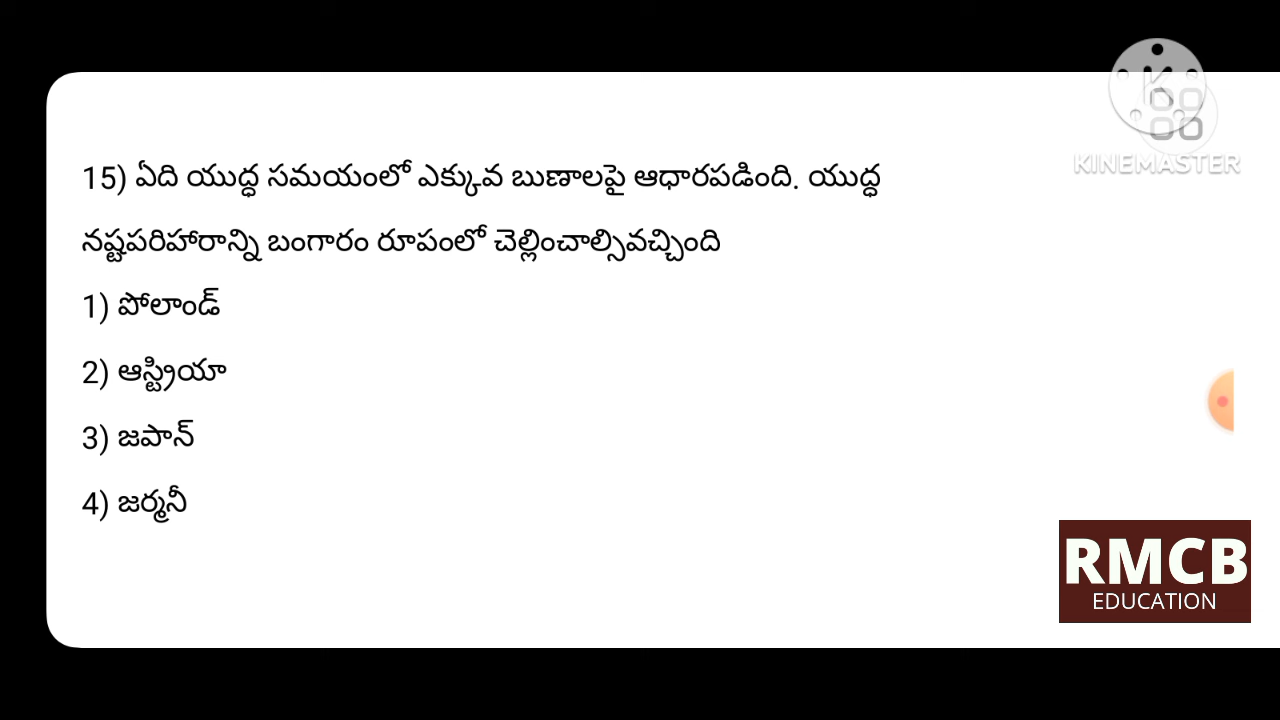 KINEMASTER
15) ఏది యుద్ధ సమయంలో ఎక్కువ బుణాలపై ఆధారపడింది. యుద్ధ
నష్టపరిహారాన్ని బంగారం రూపంలో చెల్లించాల్సివచ్చింది
1) పోలాండ్
2) ఆస్ట్రియా
3) జపాన్
4) జర్మనీ
RMCB
EDUCATION